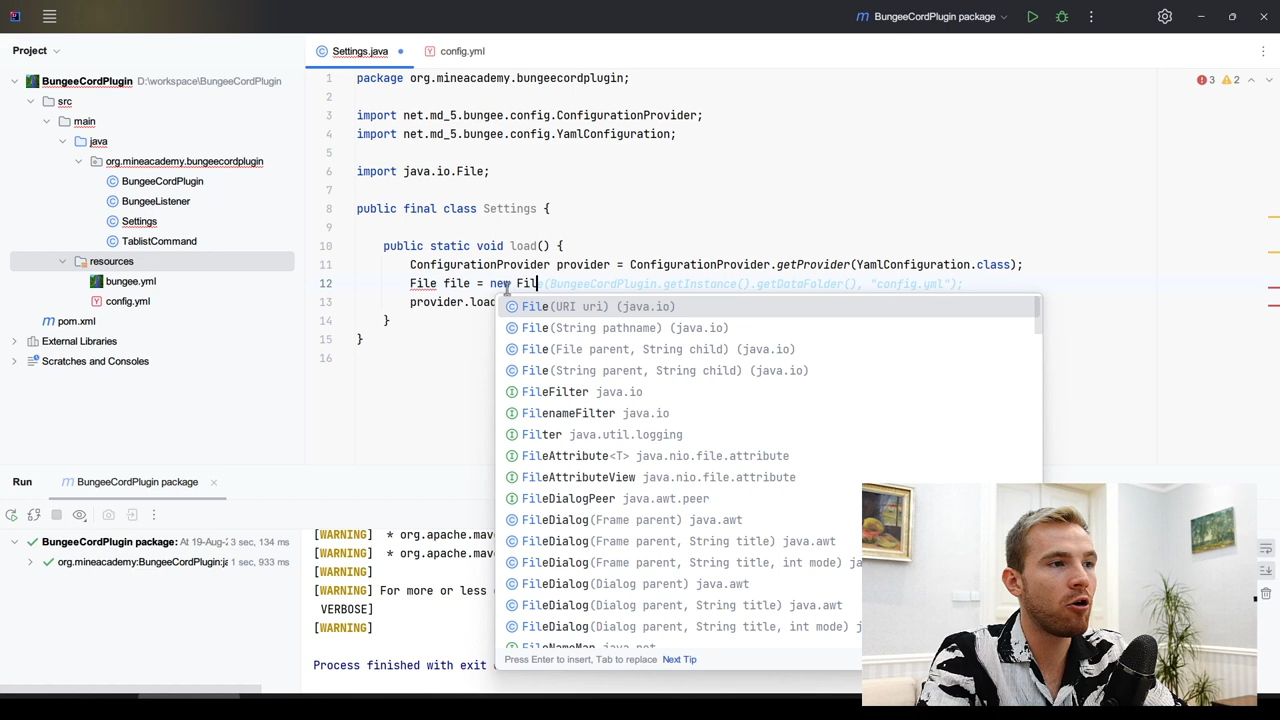 BungeeCordPlugin package
Project
Settings.java
config.yml
BungeeCordPlugin D:\workspace\BungeeCordPlugin
src
main
java
org.mineacademy.bungeecordplugin
BungeeCordPlugin
BungeeListener
Settings
TablistCommand
resources
bungee.yml
config.yml
pom.xml
External Libraries
Scratches and Consoles
3 2
1 package org.mineacademy.bungeecordplugin;
2
3 import net.md_5.bungee.config.ConfigurationProvider;
4 import net.md_5.bungee.config.YamlConfiguration;
5
6 import java.io.File;
7
8 public final class Settings {
9
10 public static void load() {
11 ConfigurationProvider provider = ConfigurationProvider.getProvider(YamlConfiguration.class);
12 File file = new File(BungeeCordPlugin.getInstance().getDataFolder(), "config.yml");
13 provider.load
14 }
15 }
16
File(URI uri) (java.io)
File(String pathname) (java.io)
File(File parent, String child) (java.io)
File(String parent, String child) (java.io)
FileFilter java.io
FilenameFilter java.io
Filter java.util.logging
FileAttribute<T> java.nio.file.attribute
FileAttributeView java.nio.file.attribute
FileDialogPeer java.awt.peer
FileDialog(Frame parent) java.awt
FileDialog(Frame parent, String title) java.awt
FileDialog(Frame parent, String title, int mode)
FileDialog(Dialog parent) java.awt
FileDialog(Dialog parent, String title) java.awt
FileDialog(Dialog parent, String title, int mode)
FileNameMap java.net
Press Enter to insert, Tab to replace Next Tip
Run
BungeeCordPlugin package
BungeeCordPlugin package: At 19-Aug-2 3 sec, 134 ms
org.mineacademy:BungeeCordPlugin:ja 1 sec, 933 ms
[WARNING] * org.apache.mav
[WARNING] * org.apache.mav
[WARNING]
[WARNING] For more or less
VERBOSE]
[WARNING]
Process finished with exit